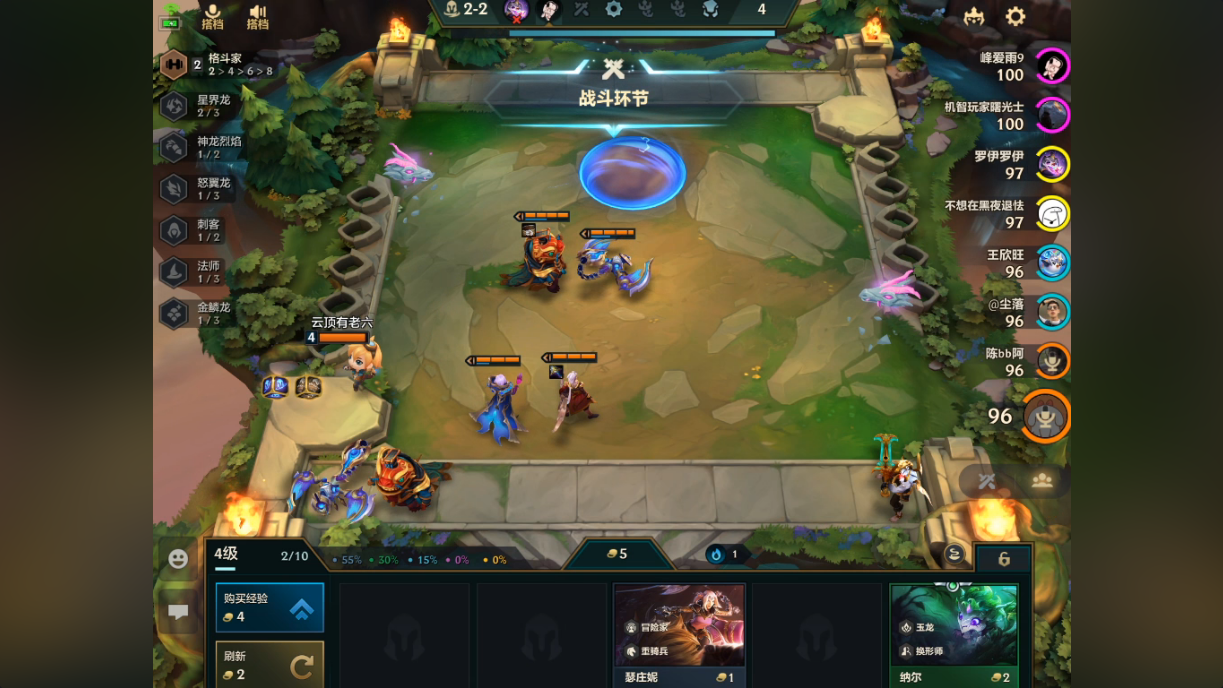 搭档
搭档
2-2
4
战斗环节
2
格斗家
2 > 4 > 6 > 8
星界龙
2 / 3
神龙烈焰
1 / 2
怒翼龙
1 / 3
刺客
1 / 2
法师
1 / 3
金鳞龙
1 / 3
云顶有老六
4
峰爱雨9
100
机智玩家曙光士
100
罗伊罗伊
97
不想在黑夜退怯
97
王欣旺
96
@尘落
96
陈bb阿
96
96
4级
2/10
55%
30%
15%
0%
0%
5
1
购买经验
4
刷新
2
冒险家
重骑兵
瑟庄妮
1
玉龙
换形师
纳尔
2